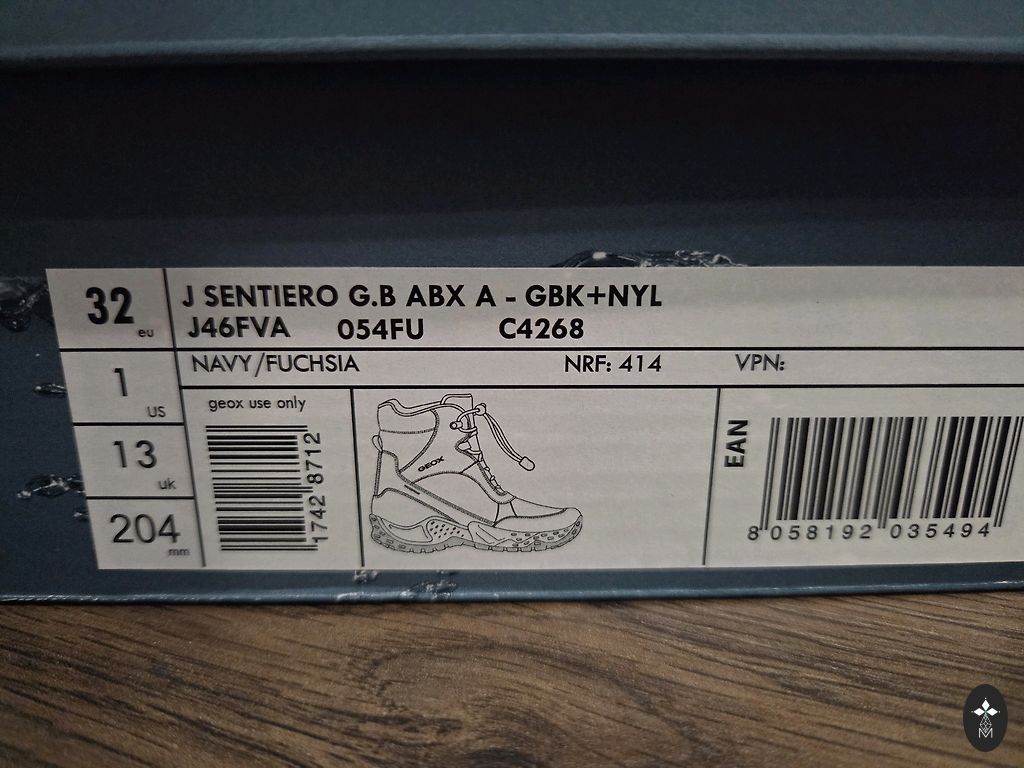 32 eu
J SENTIERO G.B ABX A - GBK+NYL
J46FVA 054FU C4268
NAVY/FUCHSIA NRF: 414 VPN:
1 US
13 uk
204 mm
geox use only
1742 8712
GEOX
EAN
8 058192 035494
M